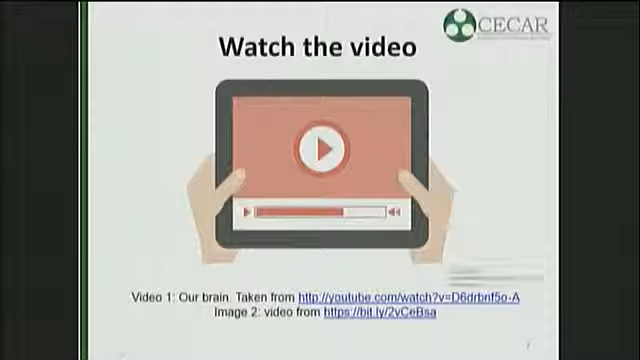 CECAR
Watch the video
Video 1: Our brain. Taken from http://youtube.com/watch?v=D6drbnf5o-A
Image 2: video from https://bit.ly/2vCeBsa